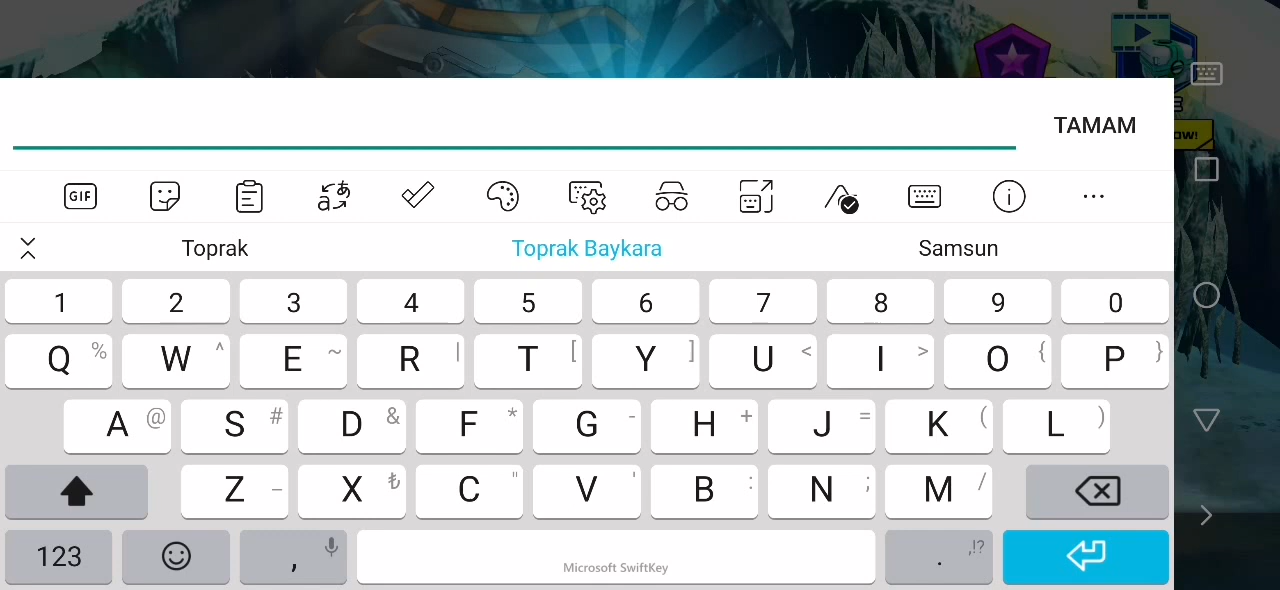 TAMAM
OW!
GIF
Toprak Toprak Baykara Samsun
1 2 3 4 5 6 7 8 9 0
Q % W ^ E ~ R | T [ Y ] U < I > O { P }
A @ S # D & F * G - H + J = K ( L )
Z _ X ₺ C " V ' B : N ; M /
123 , Microsoft SwiftKey . ,!?